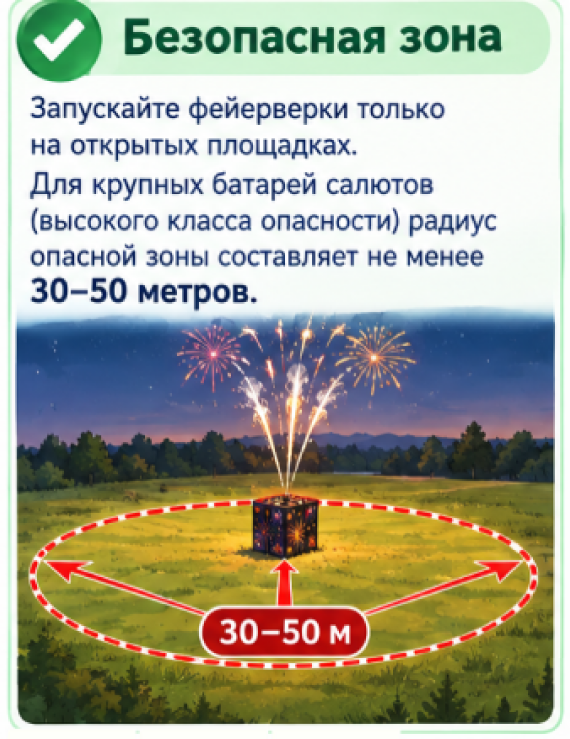 Безопасная зона
Запускайте фейерверки только
на открытых площадках.
Для крупных батарей салютов
(высокого класса опасности) радиус
опасной зоны составляет не менее
30–50 метров.
30–50 м